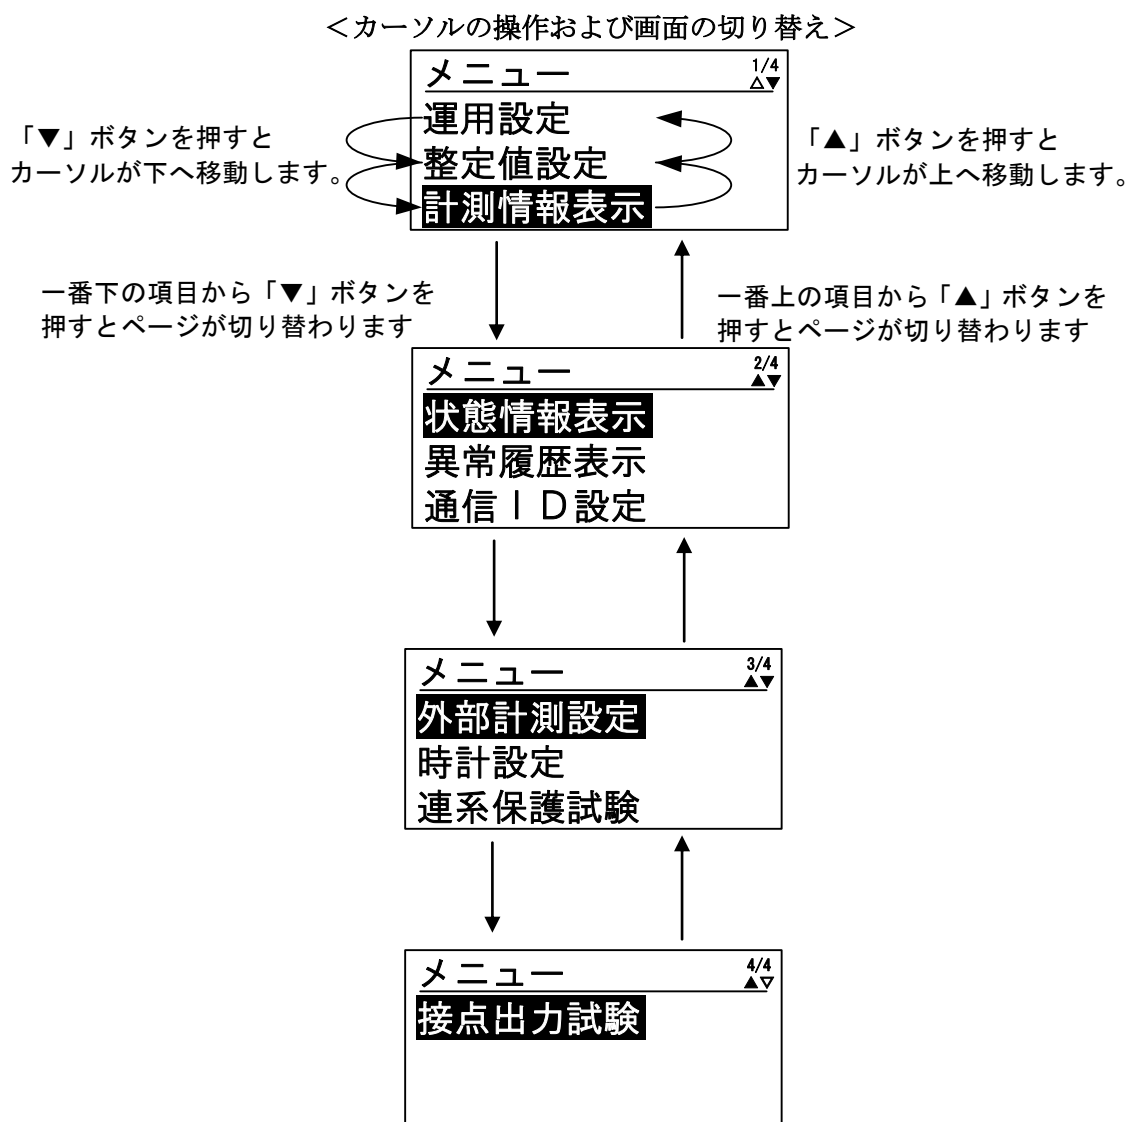 ＜カーソルの操作および画面の切り替え＞
メニュー 1/4
△▼
運用設定
整定値設定
計測情報表示
「▼」ボタンを押すと
カーソルが下へ移動します。
「▲」ボタンを押すと
カーソルが上へ移動します。
一番下の項目から「▼」ボタンを
押すとページが切り替わります
一番上の項目から「▲」ボタンを
押すとページが切り替わります
メニュー 2/4
▲▼
状態情報表示
異常履歴表示
通信ＩＤ設定
メニュー 3/4
▲▼
外部計測設定
時計設定
連系保護試験
メニュー 4/4
▲▽
接点出力試験